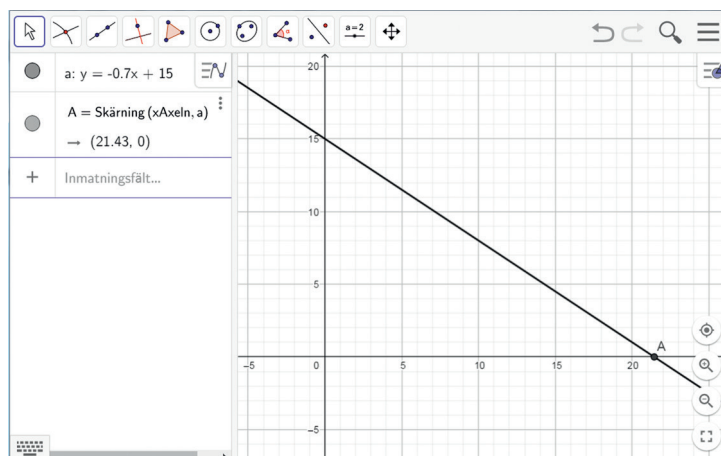 a=2
a: y = -0.7x + 15
A = Skärning (xAxeln, a)
→ (21.43, 0)
+ Inmatningsfält...
20
15
10
5
-5
-5
0
5
10
15
20
A